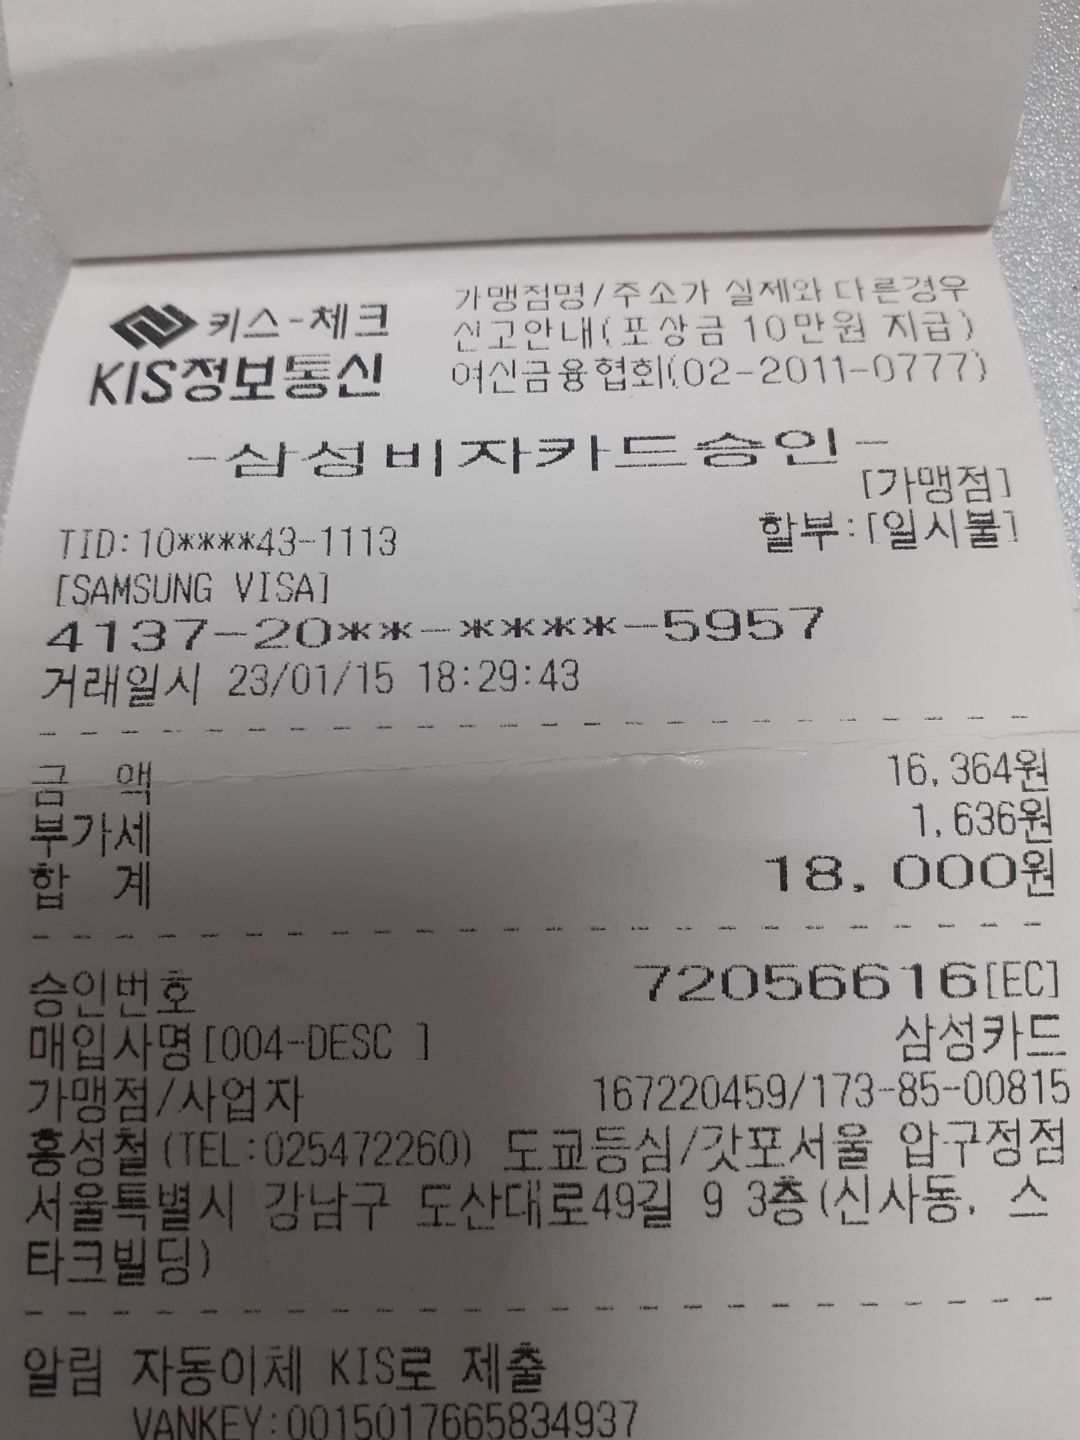 키스-체크
KIS정보통신
가맹점명/주소가 실제와 다른경우
신고안내(포상금 10만원 지급)
여신금융협회(02-2011-0777)
-삼성비자카드승인-
[가맹점]
TID:10****43-1113
할부:[일시불]
[SAMSUNG VISA]
4137-20**-****-5957
거래일시 23/01/15 18:29:43
금 액 16,364원
부가세 1,636원
합 계 18,000원
승인번호 72056616[EC]
매입사명[004-DESC ] 삼성카드
가맹점/사업자 167220459/173-85-00815
홍성철(TEL:025472260) 도쿄등심/갓포서울 압구정점
서울특별시 강남구 도산대로49길 9 3층(신사동, 스
타크빌딩)
알림 자동이체 KIS로 제출
VANKEY:0015017665834937